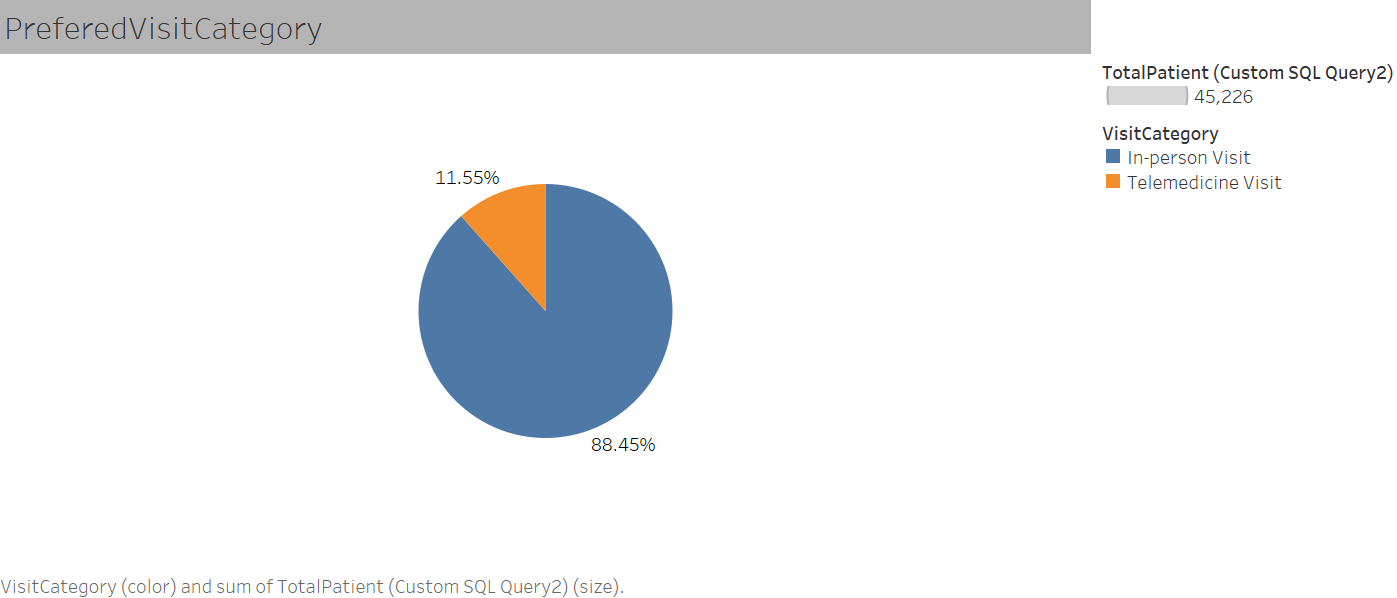 PreferedVisitCategory
TotalPatient (Custom SQL Query2)
45,226
VisitCategory
In-person Visit
Telemedicine Visit
11.55%
88.45%
VisitCategory (color) and sum of TotalPatient (Custom SQL Query2) (size).